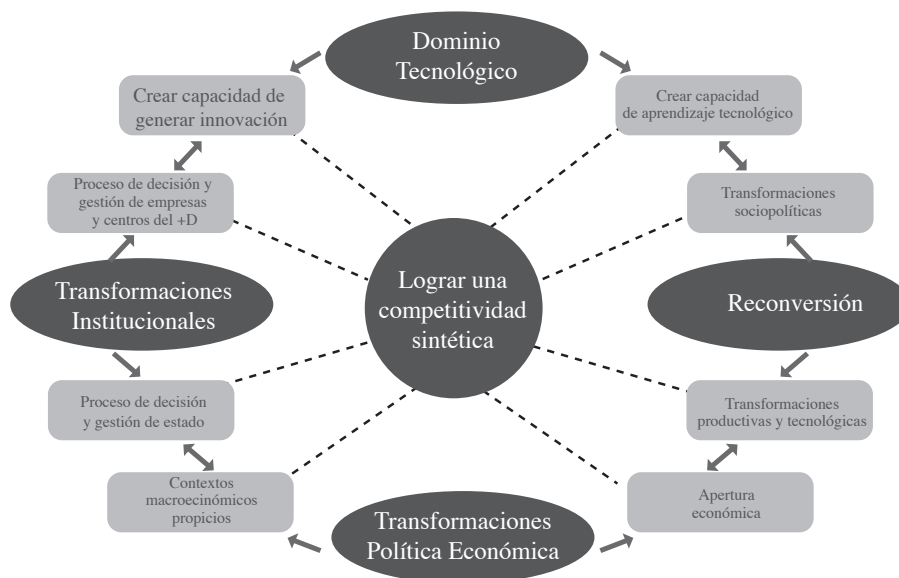 Dominio
Tecnológico
Crear capacidad de
generar innovación
Crear capacidad
de aprendizaje tecnológico
Proceso de decisión y
gestión de empresas
y centros del +D
Transformaciones
sociopolíticas
Transformaciones
Institucionales
Lograr una
competitividad
sintética
Reconversión
Proceso de decisión
y gestión de estado
Transformaciones
productivas y tecnológicas
Contextos
macroecinómicos
propicios
Transformaciones
Política Económica
Apertura
económica